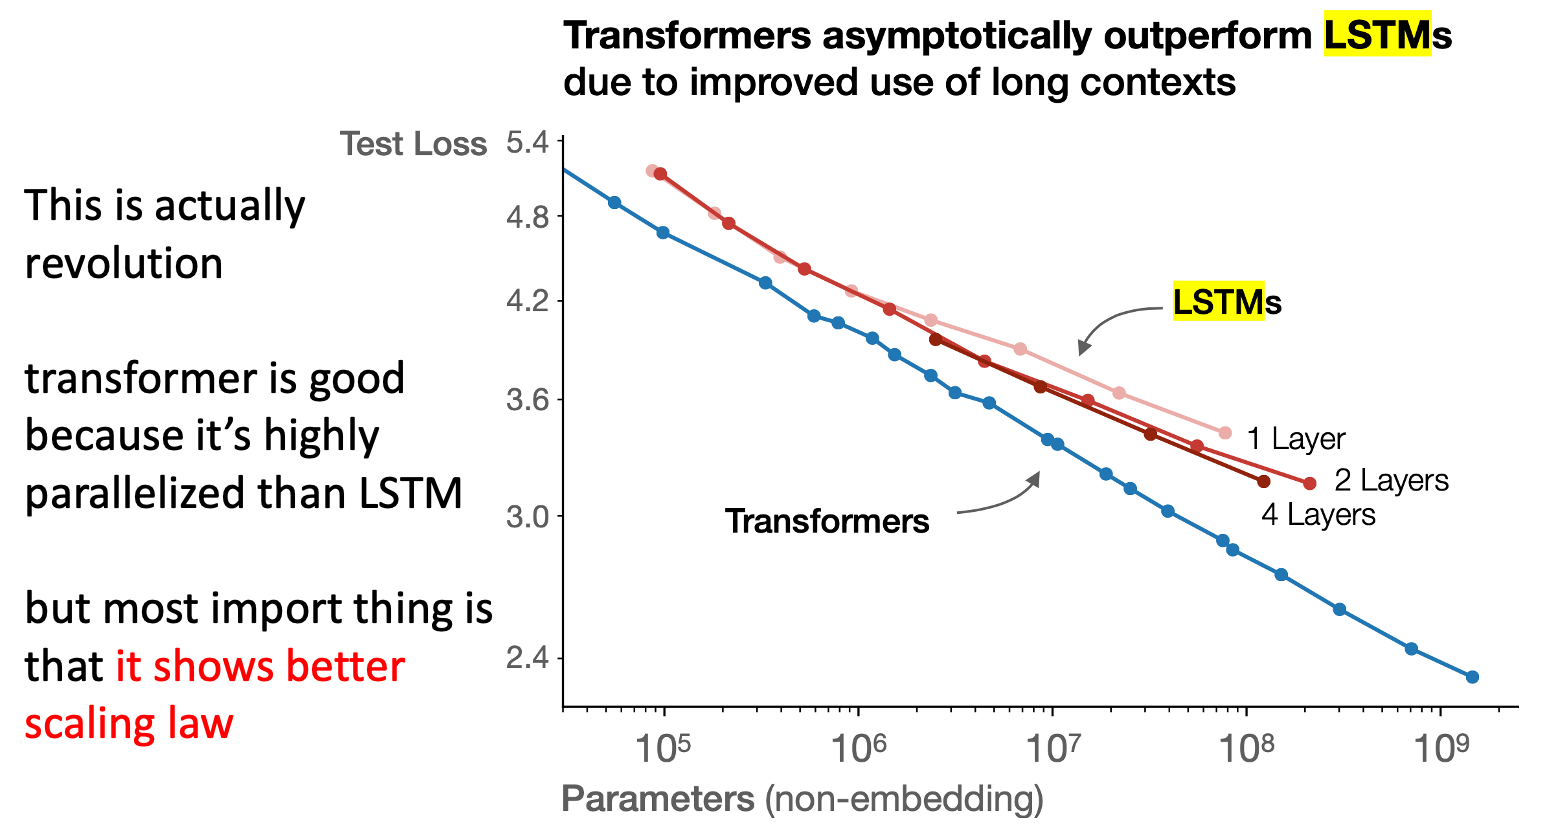 Transformers asymptotically outperform LSTMs
due to improved use of long contexts
This is actually
revolution
transformer is good
because it’s highly
parallelized than LSTM
but most import thing is
that it shows better
scaling law
Test Loss
5.4
4.8
4.2
3.6
3.0
2.4
LSTMs
1 Layer
2 Layers
4 Layers
Transformers
10⁵ 10⁶ 10⁷ 10⁸ 10⁹
Parameters (non-embedding)